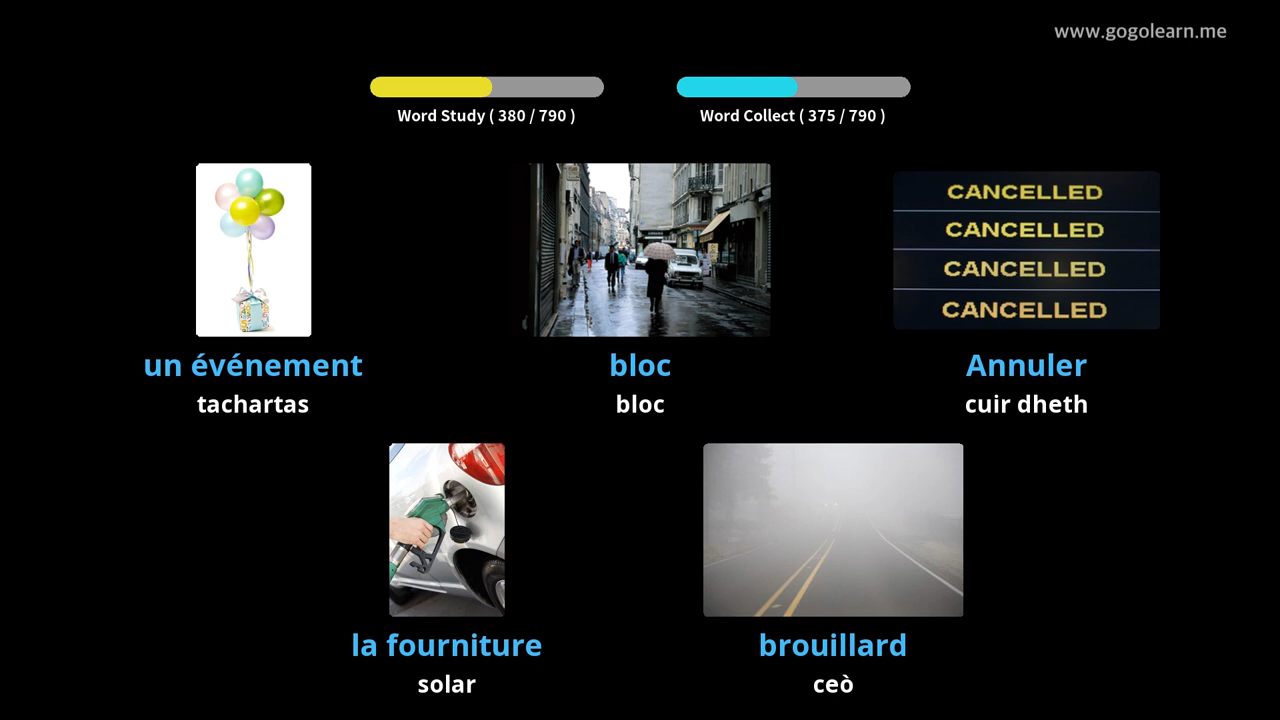 www.gogolearn.me
Word Study ( 380 / 790 )
Word Collect ( 375 / 790 )
CANCELLED
CANCELLED
CANCELLED
CANCELLED
un événement
bloc
Annuler
tachartas
bloc
cuir dheth
la fourniture
brouillard
solar
ceò